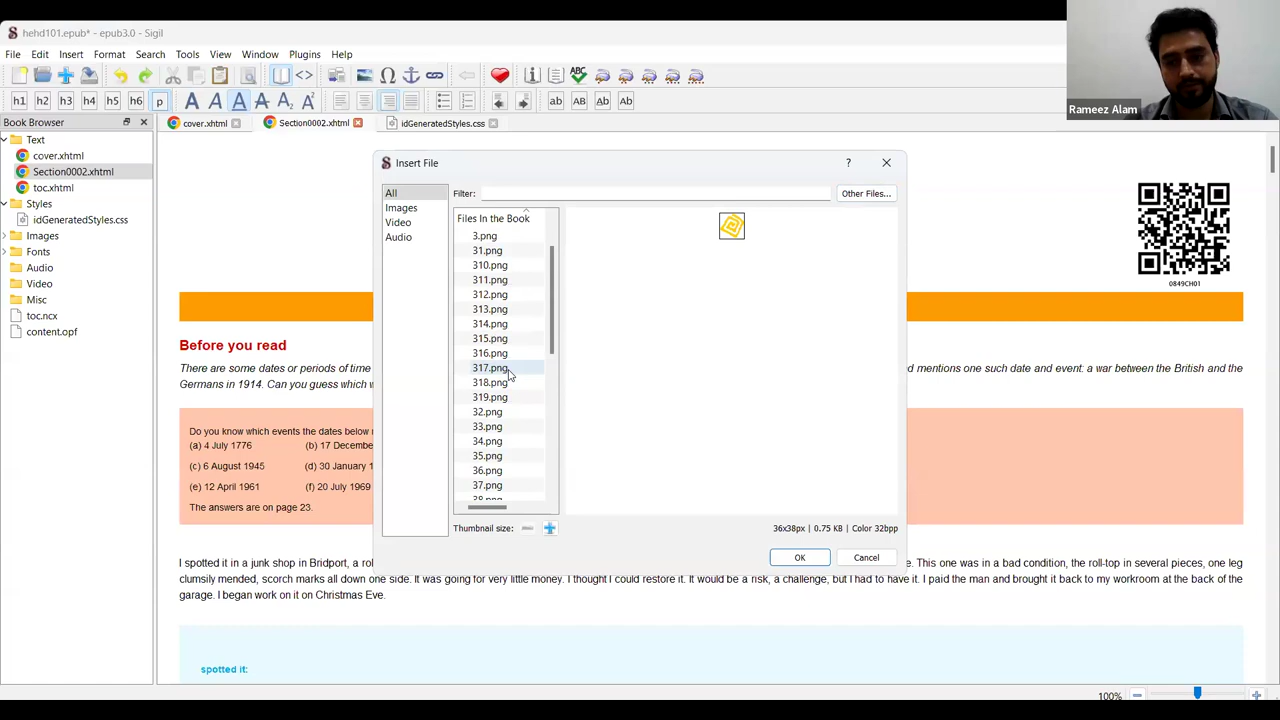 hehd101.epub* - epub3.0 - Sigil
File Edit Insert Format Search Tools View Window Plugins Help
h1 h2 h3 h4 h5 h6 p A A A A A₂ A² ab AB Ab Ab
Rameez Alam
Book Browser
cover.xhtml Section0002.xhtml idGeneratedStyles.css
Text
cover.xhtml
Section0002.xhtml
toc.xhtml
Styles
idGeneratedStyles.css
Images
Fonts
Audio
Video
Misc
toc.ncx
content.opf
Insert File
All
Images
Video
Audio
Filter:
Other Files...
Files In the Book
3.png
31.png
310.png
311.png
312.png
313.png
314.png
315.png
316.png
317.png
318.png
319.png
32.png
33.png
34.png
35.png
36.png
37.png
38.png
Thumbnail size:
36x38px | 0.75 KB | Color 32bpp
OK Cancel
0849CH01
Before you read
There are some dates or periods of time
mentions one such date and event: a war between the British and the
Germans in 1914. Can you guess which
Do you know which events the dates below
(a) 4 July 1776 (b) 17 December
(c) 6 August 1945 (d) 30 January 1
(e) 12 April 1961 (f) 20 July 1969
The answers are on page 23.
I spotted it in a junk shop in Bridport, a
This one was in a bad condition, the roll-top in several pieces, one leg
clumsily mended, scorch marks all down one side. It was going for very little money. I thought I could restore it. It would be a risk, a challenge, but I had to have it. I paid the man and brought it back to my workroom at the back of the
garage. I began work on it on Christmas Eve.
spotted it:
100%